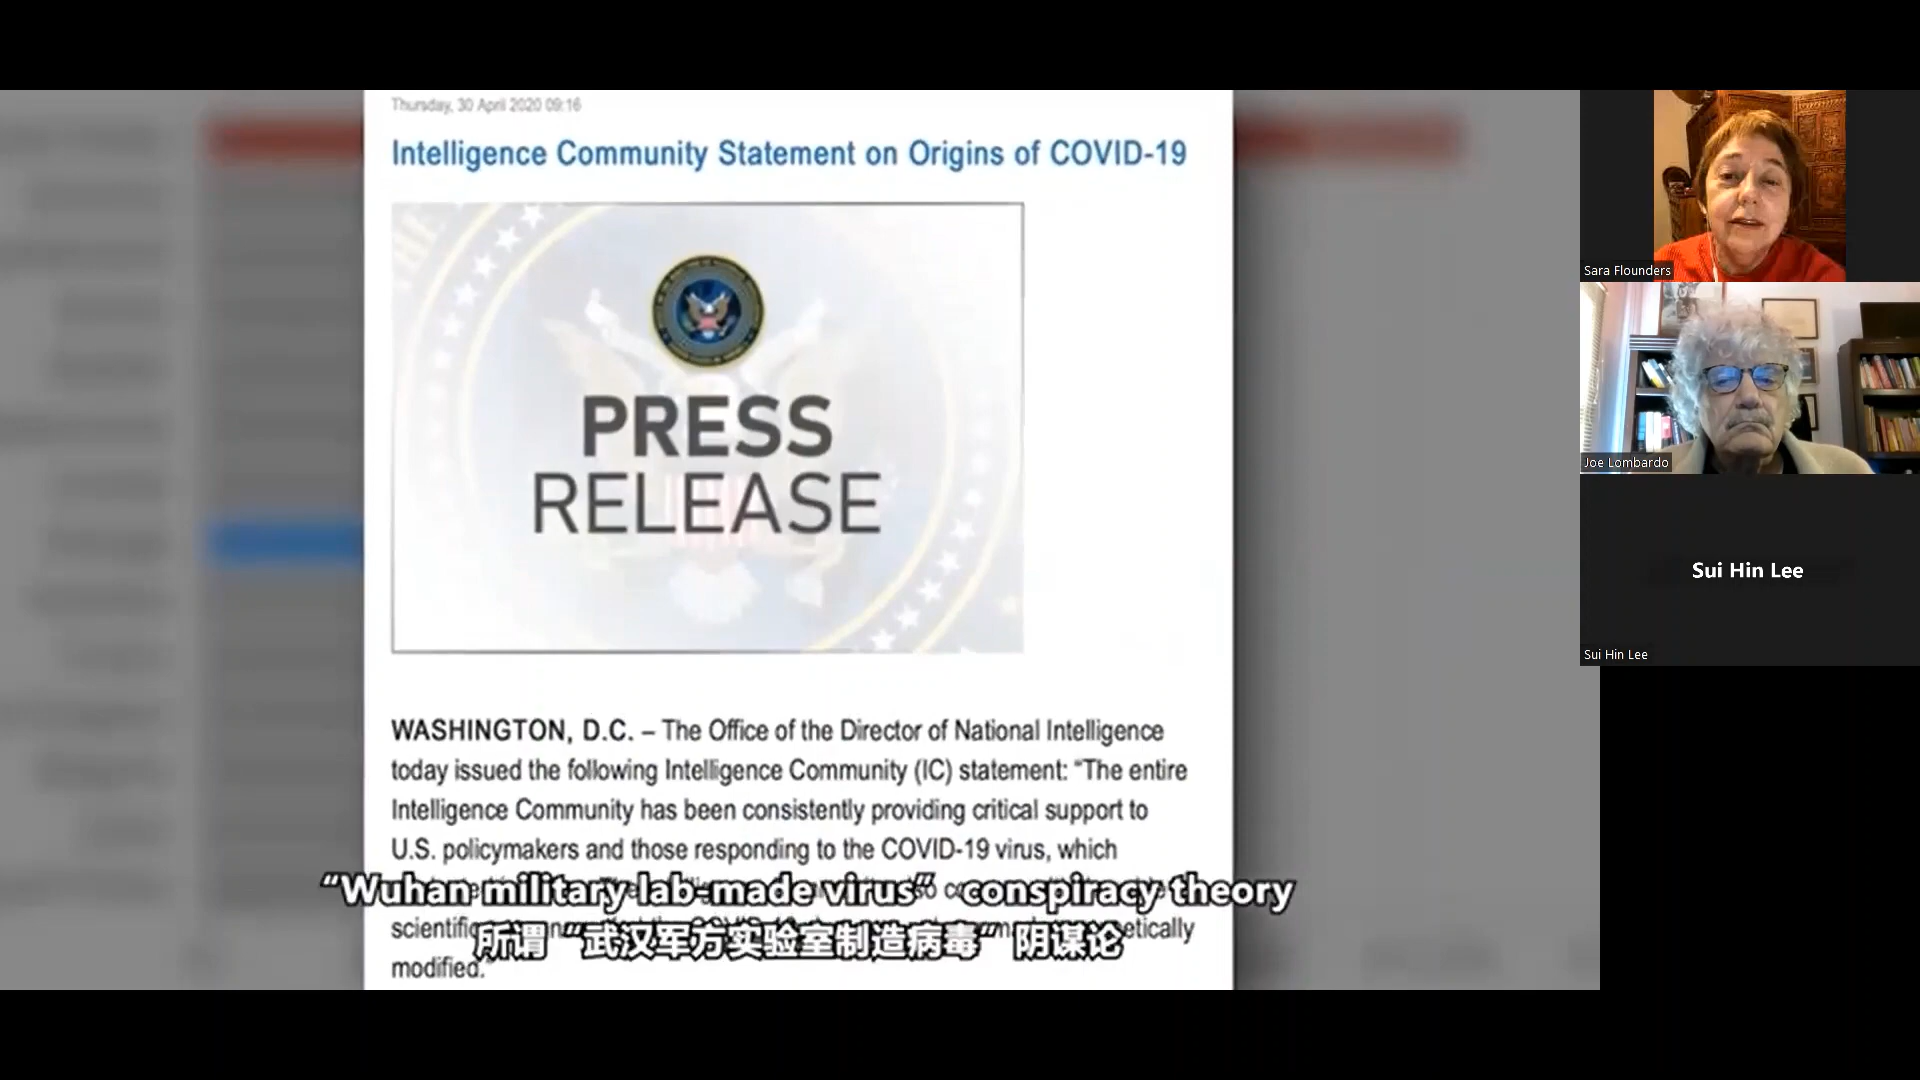 Thursday, 30 April 2020 09:16
Intelligence Community Statement on Origins of COVID-19
PRESS
RELEASE
WASHINGTON, D.C. – The Office of the Director of National Intelligence
today issued the following Intelligence Community (IC) statement: “The entire
Intelligence Community has been consistently providing critical support to
U.S. policymakers and those responding to the COVID-19 virus, which
“Wuhan military lab-made virus” conspiracy theory
scientific
所谓“武汉军方实验室制造病毒”阴谋论
modified.”
Sara Flounders
Joe Lombardo
Sui Hin Lee
Sui Hin Lee